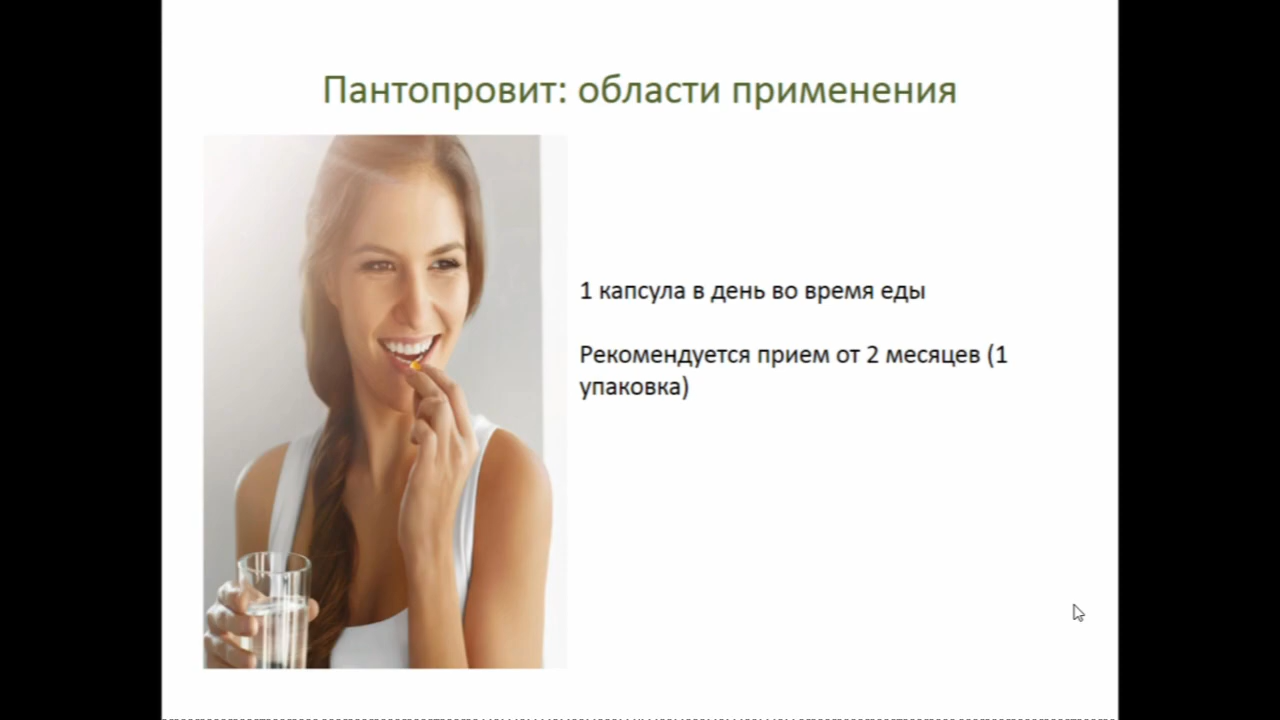 Пантопровит: области применения
1 капсула в день во время еды
Рекомендуется прием от 2 месяцев (1
упаковка)